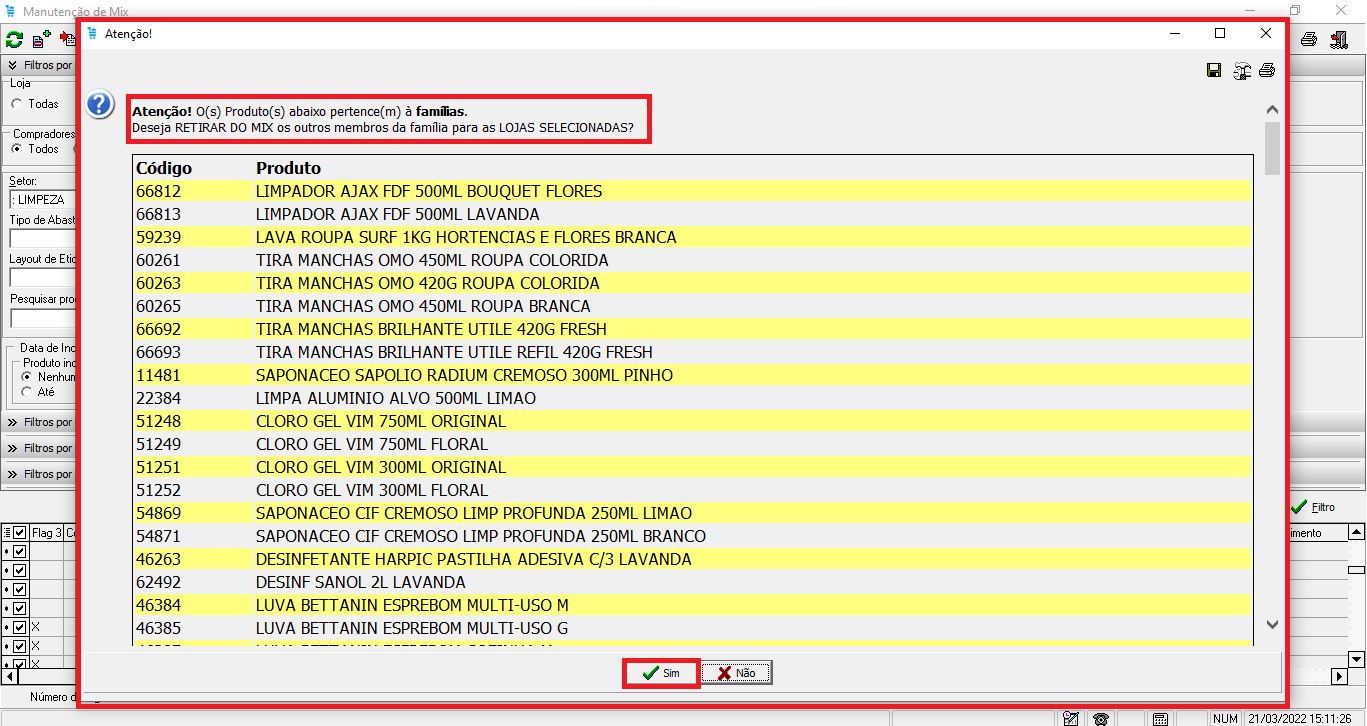 Manutenção de Mix
Atenção!
Filtros por
Loja
Todas
Compradores
Todos
Setor:
: LIMPEZA
Tipo de Abast
Layout de Etiq
Pesquisar pro
Data de Inc
Produto inc
Nenhum
Até
Filtros por
Filtros por
Filtros por
Atenção! O(s) Produto(s) abaixo pertence(m) à famílias.
Deseja RETIRAR DO MIX os outros membros da família para as LOJAS SELECIONADAS?
Código Produto
66812 LIMPADOR AJAX FDF 500ML BOUQUET FLORES
66813 LIMPADOR AJAX FDF 500ML LAVANDA
59239 LAVA ROUPA SURF 1KG HORTENCIAS E FLORES BRANCA
60261 TIRA MANCHAS OMO 450ML ROUPA COLORIDA
60263 TIRA MANCHAS OMO 420G ROUPA COLORIDA
60265 TIRA MANCHAS OMO 450ML ROUPA BRANCA
66692 TIRA MANCHAS BRILHANTE UTILE 420G FRESH
66693 TIRA MANCHAS BRILHANTE UTILE REFIL 420G FRESH
11481 SAPONACEO SAPOLIO RADIUM CREMOSO 300ML PINHO
22384 LIMPA ALUMINIO ALVO 500ML LIMAO
51248 CLORO GEL VIM 750ML ORIGINAL
51249 CLORO GEL VIM 750ML FLORAL
51251 CLORO GEL VIM 300ML ORIGINAL
51252 CLORO GEL VIM 300ML FLORAL
54869 SAPONACEO CIF CREMOSO LIMP PROFUNDA 250ML LIMAO
54871 SAPONACEO CIF CREMOSO LIMP PROFUNDA 250ML BRANCO
46263 DESINFETANTE HARPIC PASTILHA ADESIVA C/3 LAVANDA
62492 DESINF SANOL 2L LAVANDA
46384 LUVA BETTANIN ESPREBOM MULTI-USO M
46385 LUVA BETTANIN ESPREBOM MULTI-USO G
Sim
Não
Filtro
Flag 3 Co
imento
X
X
X
Número d
NUM 21/03/2022 15:11:26